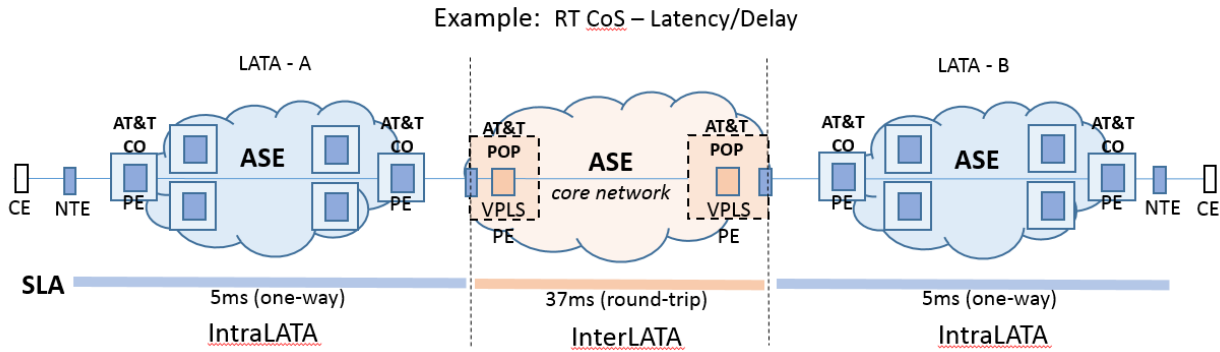 Example: RT CoS – Latency/Delay
LATA - A
LATA - B
AT&T
CO
PE
ASE
AT&T
CO
PE
AT&T
POP
VPLS
PE
ASE
core network
AT&T
POP
VPLS
PE
AT&T
CO
PE
ASE
AT&T
CO
PE
CE
NTE
NTE
CE
SLA
5ms (one-way)
37ms (round-trip)
5ms (one-way)
IntraLATA
InterLATA
IntraLATA